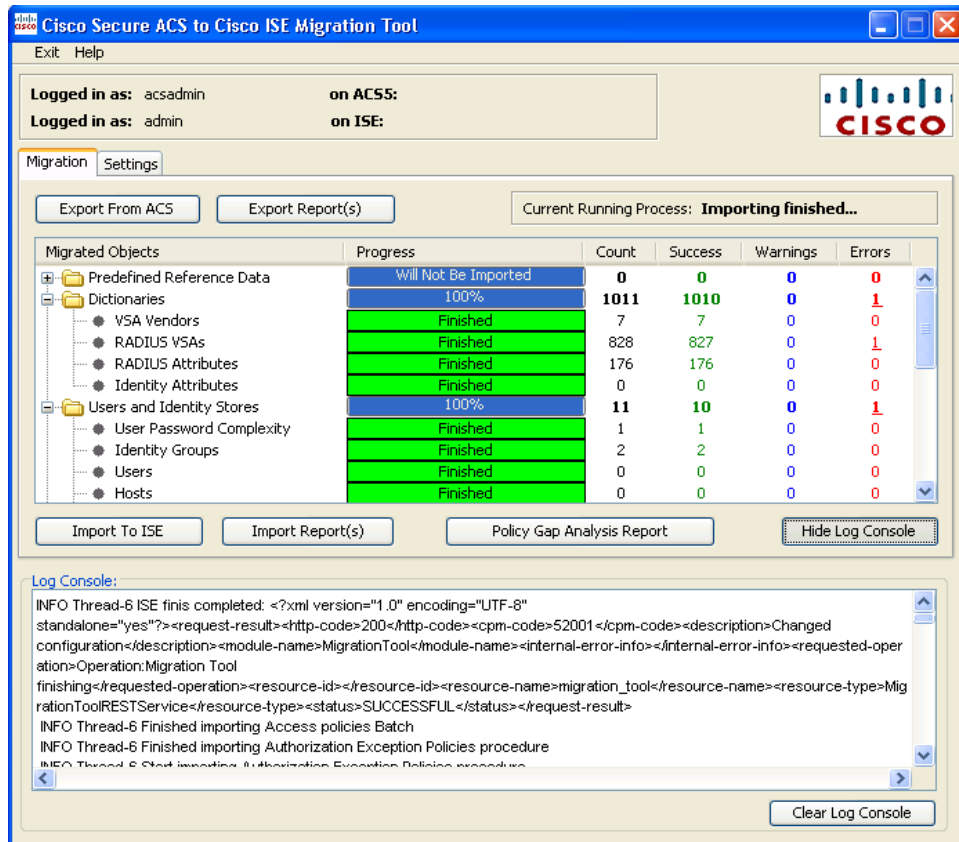 Cisco Secure ACS to Cisco ISE Migration Tool
Exit Help
Logged in as: acsadmin on ACS5:
Logged in as: admin on ISE:
CISCO
Migration Settings
Export From ACS Export Report(s) Current Running Process: Importing finished...
Migrated Objects Progress Count Success Warnings Errors
Predefined Reference Data Will Not Be Imported 0 0 0 0
Dictionaries 100% 1011 1010 0 1
VSA Vendors Finished 7 7 0 0
RADIUS VSAs Finished 828 827 0 1
RADIUS Attributes Finished 176 176 0 0
Identity Attributes Finished 0 0 0 0
Users and Identity Stores 100% 11 10 0 1
User Password Complexity Finished 1 1 0 0
Identity Groups Finished 2 2 0 0
Users Finished 0 0 0 0
Hosts Finished 0 0 0 0
Import To ISE Import Report(s) Policy Gap Analysis Report Hide Log Console
Log Console:
INFO Thread-6 ISE finis completed: <?xml version="1.0" encoding="UTF-8"
standalone="yes"?><request-result><http-code>200</http-code><cpm-code>52001</cpm-code><description>Changed
configuration</description><module-name>MigrationTool</module-name><internal-error-info></internal-error-info><requested-oper
ation>Operation:Migration Tool
finishing</requested-operation><resource-id></resource-id><resource-name>migration_tool</resource-name><resource-type>Mig
rationToolRESTService</resource-type><status>SUCCESSFUL</status></request-result>
INFO Thread-6 Finished importing Access policies Batch
INFO Thread-6 Finished importing Authorization Exception Policies procedure
INFO Thread-6 Start importing Authorization Exception Policies procedure
Clear Log Console